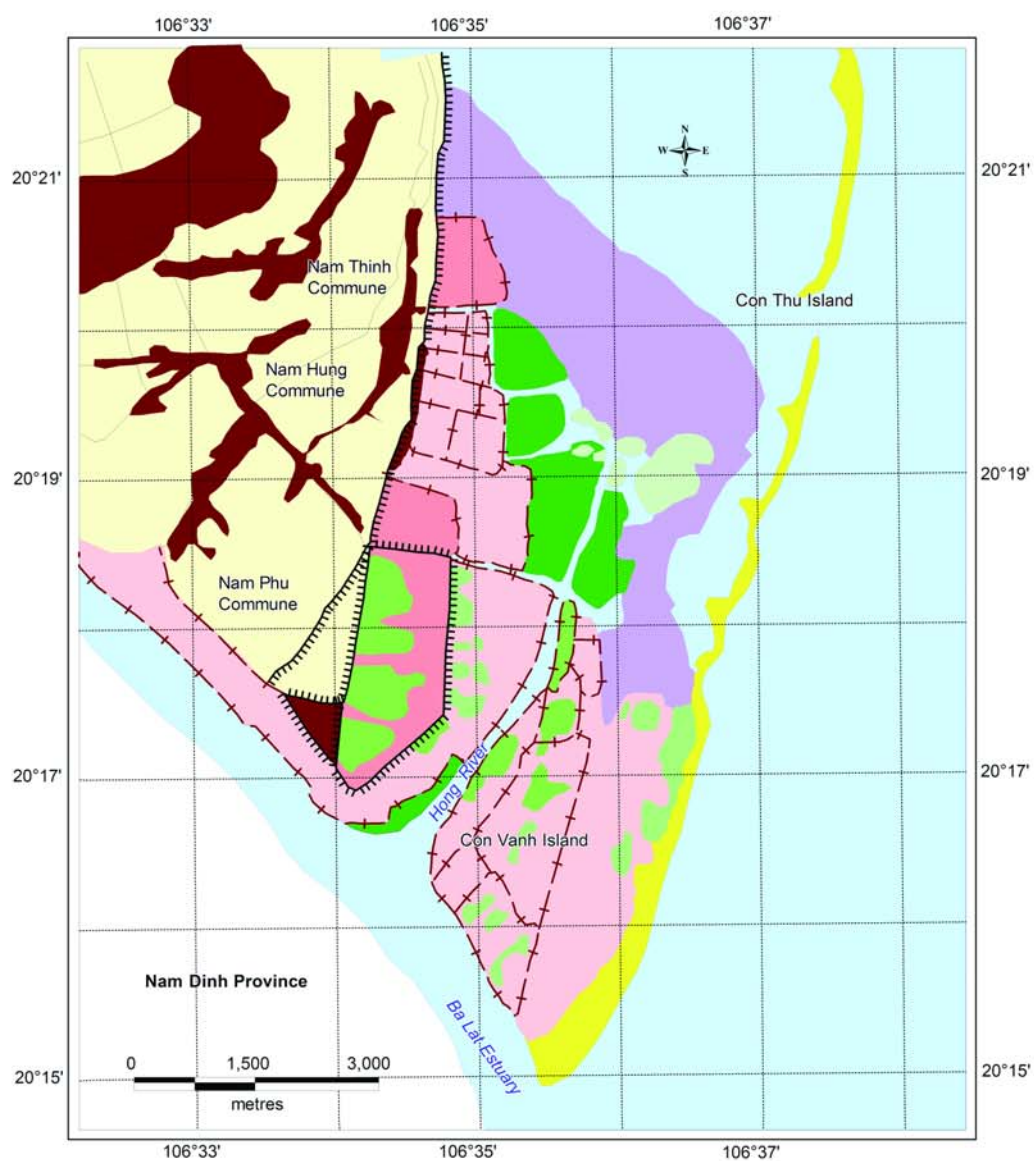 106°33'
106°35'
106°37'
N
W E
S
20°21'
20°21'
Nam Thinh
Commune
Con Thu Island
Nam Hung
Commune
20°19'
20°19'
Nam Phu
Commune
20°17'
20°17'
Hong River
Con Vanh Island
Nam Dinh Province
Ba Lat Estuary
0 1,500 3,000
metres
20°15'
20°15'
106°33'
106°35'
106°37'